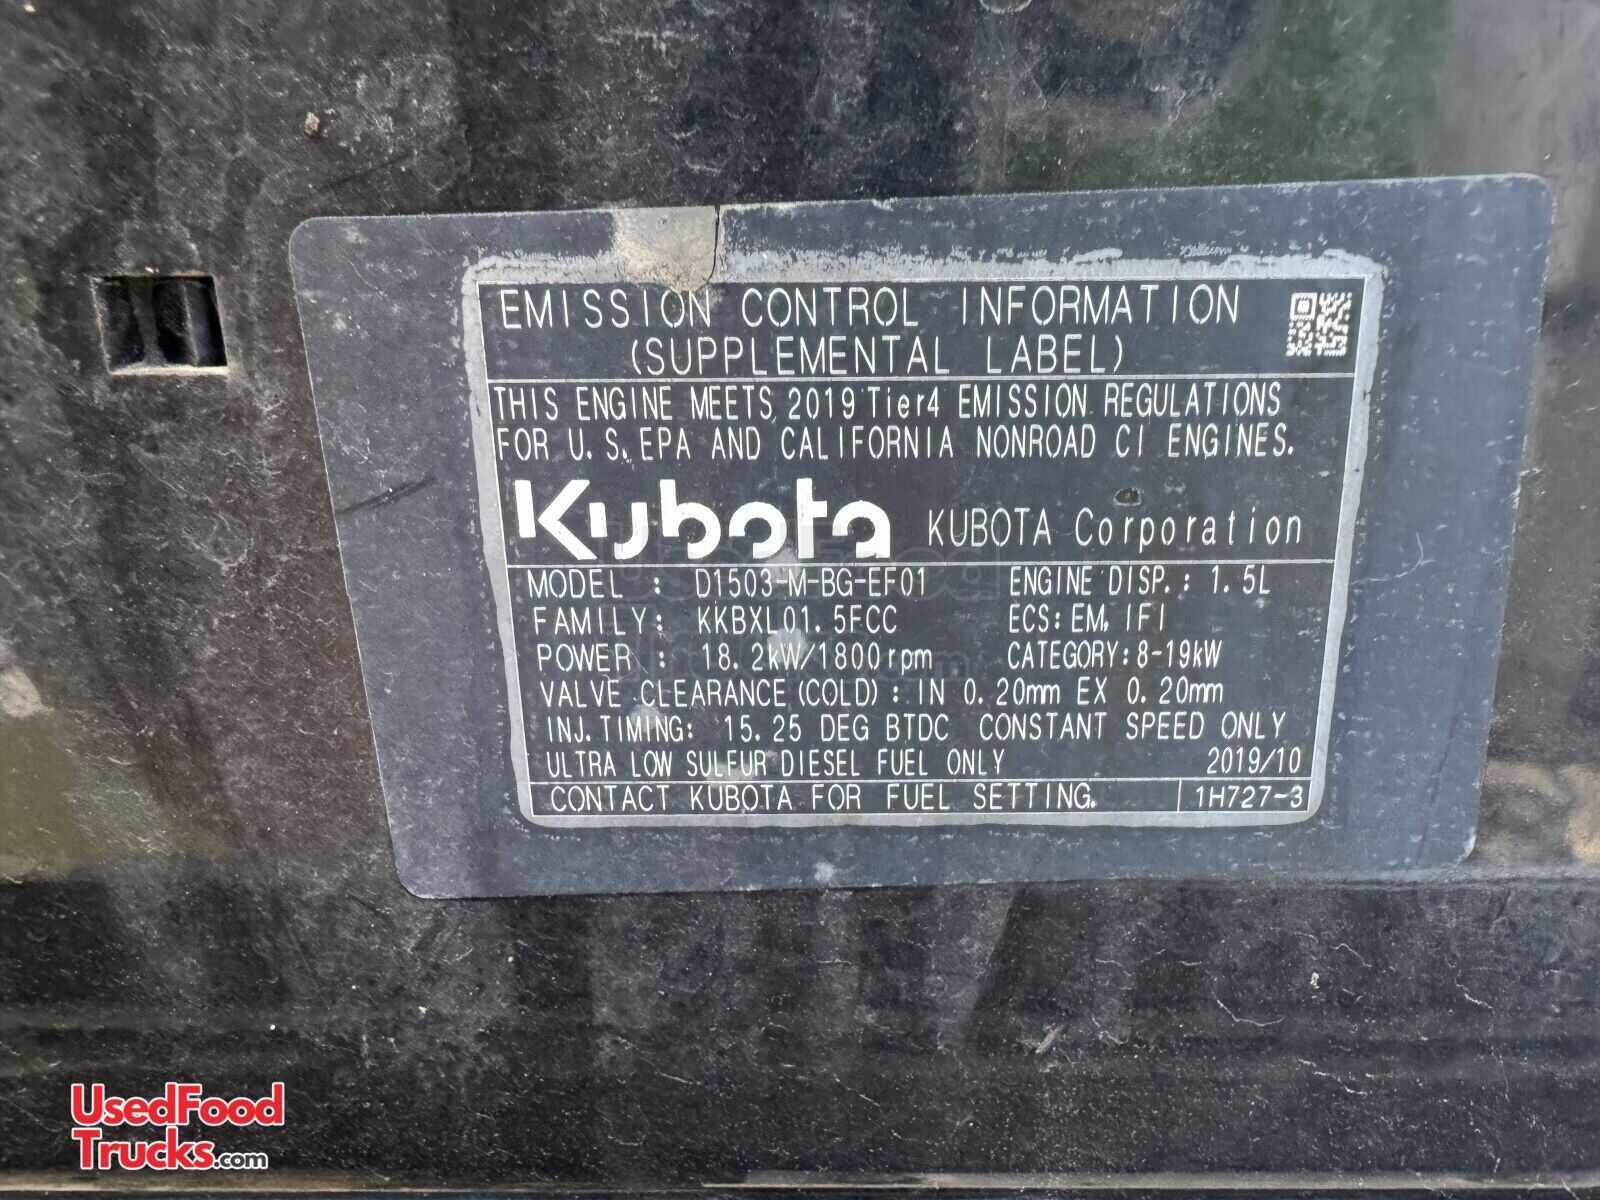 EMISSION CONTROL INFORMATION
(SUPPLEMENTAL LABEL)
THIS ENGINE MEETS 2019 Tier4 EMISSION REGULATIONS
FOR U.S.EPA AND CALIFORNIA NONROAD CI ENGINES.
Kubota KUBOTA Corporation
MODEL : D1503-M-BG-EF01 ENGINE DISP.: 1.5L
FAMILY: KKBXL01.5FCC ECS:EM, IFI
POWER : 18.2kW/1800rpm CATEGORY:8-19kW
VALVE CLEARANCE(COLD): IN 0.20mm EX 0.20mm
INJ.TIMING: 15.25 DEG BTDC CONSTANT SPEED ONLY
ULTRA LOW SULFUR DIESEL FUEL ONLY 2019/10
CONTACT KUBOTA FOR FUEL SETTING. 1H727-3
UsedFood
Trucks.com